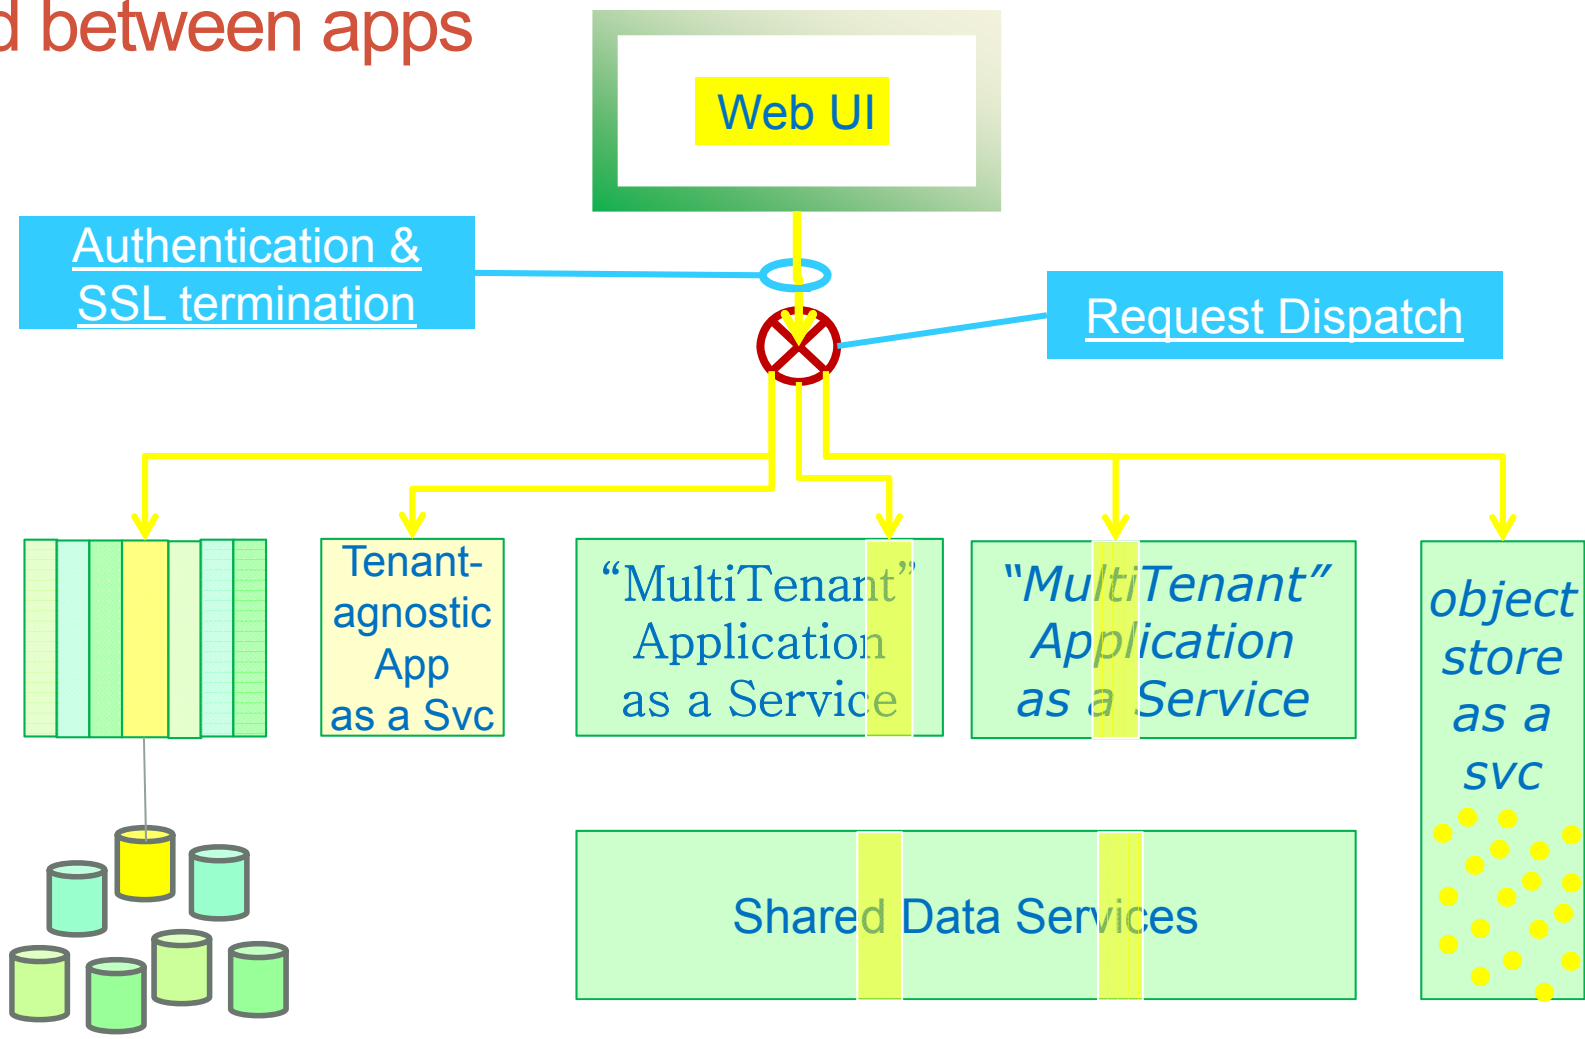 d between apps
Web UI
Authentication &
SSL termination
Request Dispatch
Tenant-
agnostic
App
as a Svc
“MultiTenant”
Application
as a Service
“MultiTenant”
Application
as a Service
object
store
as a
svc
Shared Data Services